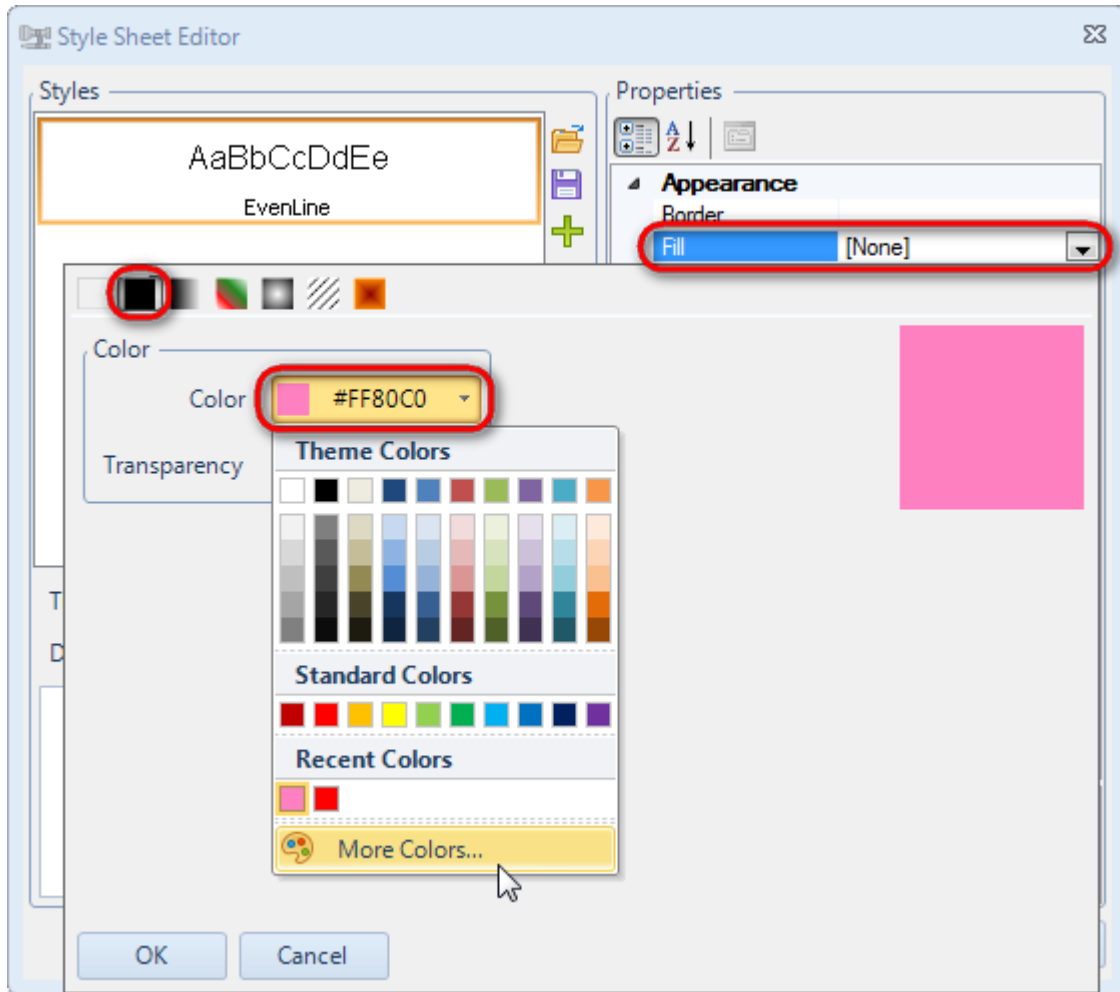 Style Sheet Editor
Styles
Properties
AaBbCcDdEe
EvenLine
A
Z
Appearance
Border
Fill [None]
Color
Color #FF80C0
Transparency
Theme Colors
Standard Colors
Recent Colors
More Colors...
T
D
OK Cancel